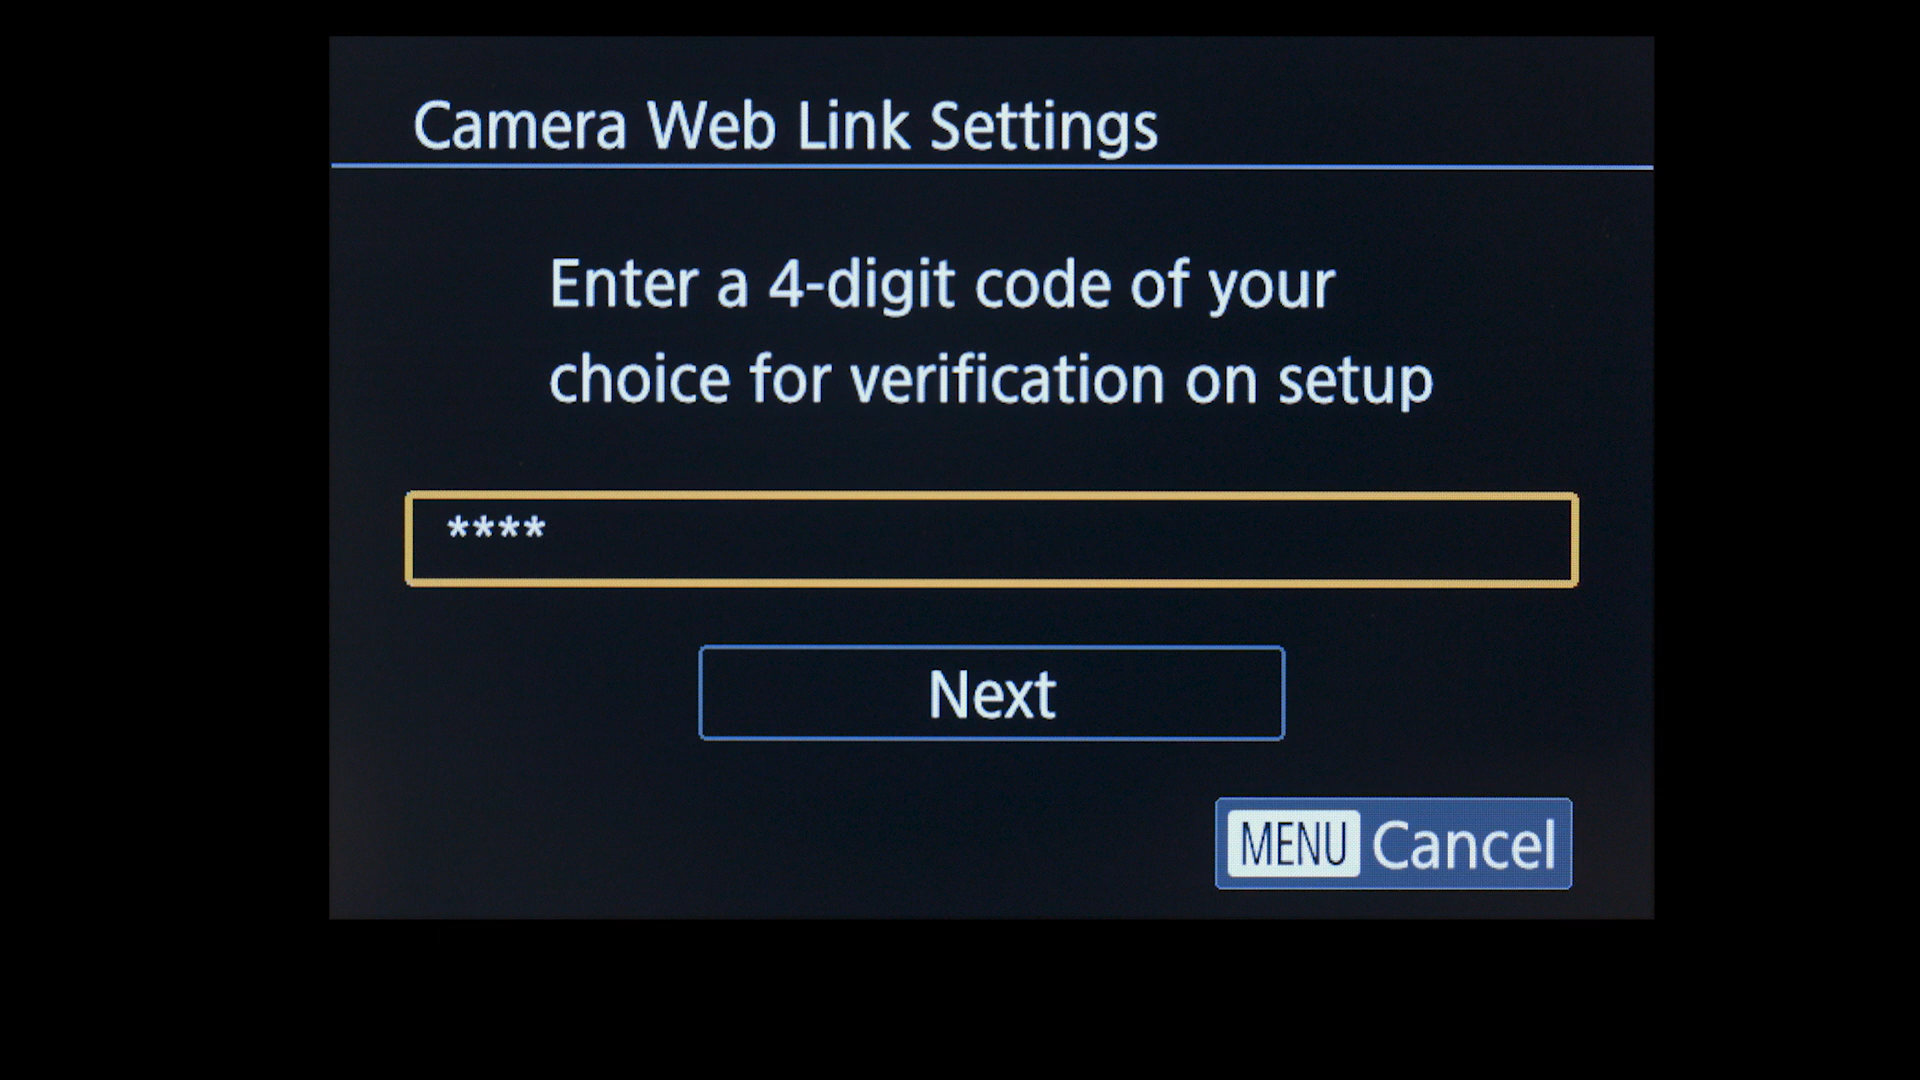 Camera Web Link Settings
Enter a 4-digit code of your
choice for verification on setup
****
Next
MENU Cancel